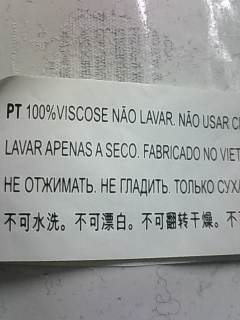 PT 100%VISCOSE NÃO LAVAR. NÃO USAR
LAVAR APENAS A SECO. FABRICADO NO
НЕ ОТЖИМАТЬ. НЕ ГЛАДИТЬ. ТОЛЬКО
不可水洗。不可漂白。不可翻转干燥。